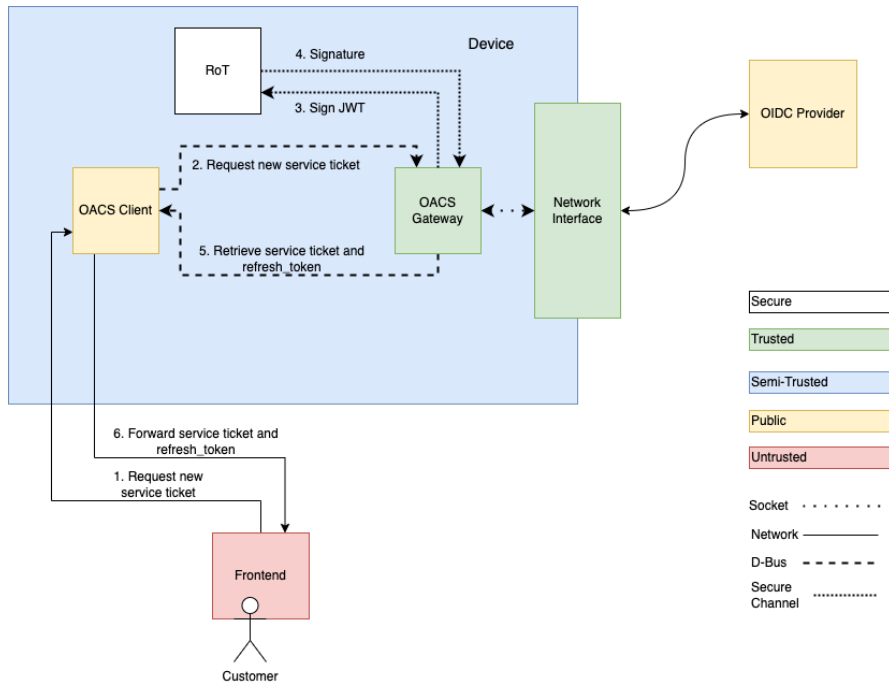 Device
4. Signature
RoT
3. Sign JWT
OIDC Provider
2. Request new service ticket
OACS Client
OACS
Gateway
Network
Interface
5. Retrieve service ticket and
refresh_token
Secure
Trusted
Semi-Trusted
Public
Untrusted
6. Forward service ticket and
refresh_token
1. Request new
service ticket
Socket
Network
D-Bus
Secure
Channel
Frontend
Customer